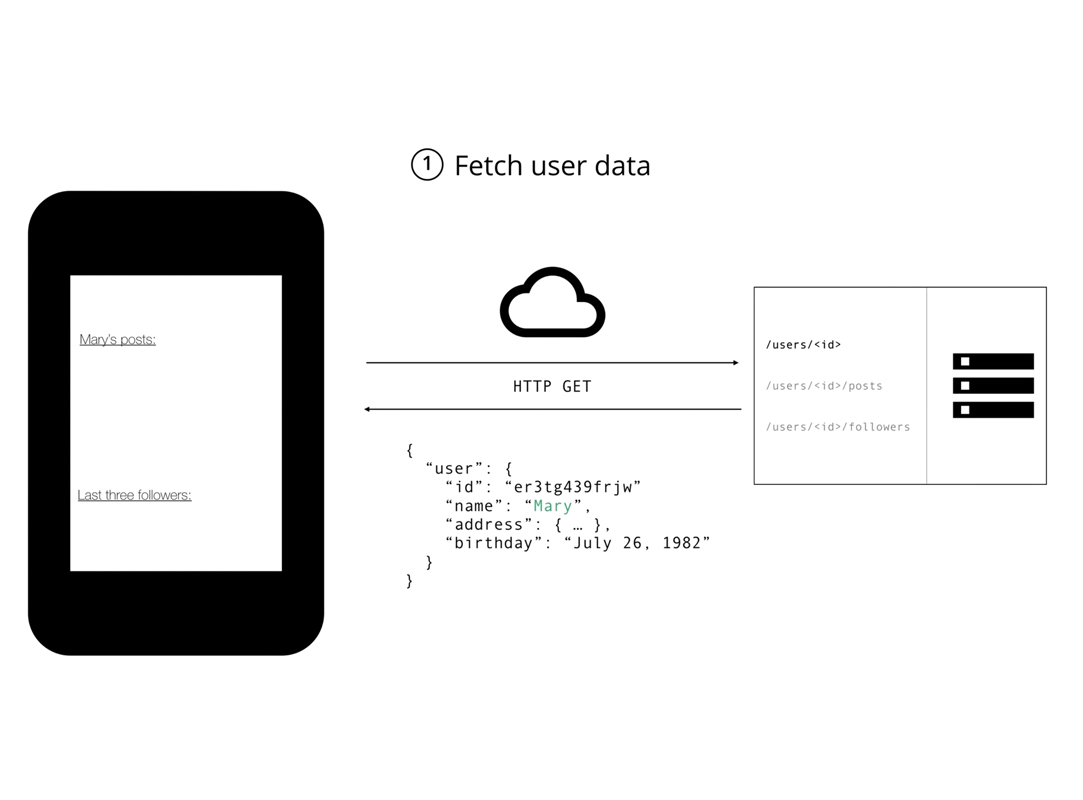 1 Fetch user data
Mary's posts:
Last three followers:
HTTP GET
{
“user”: {
“id”: “er3tg439frjw”
“name”: “Mary”,
“address”: { … },
“birthday”: “July 26, 1982”
}
}
/users/<id>
/users/<id>/posts
/users/<id>/followers